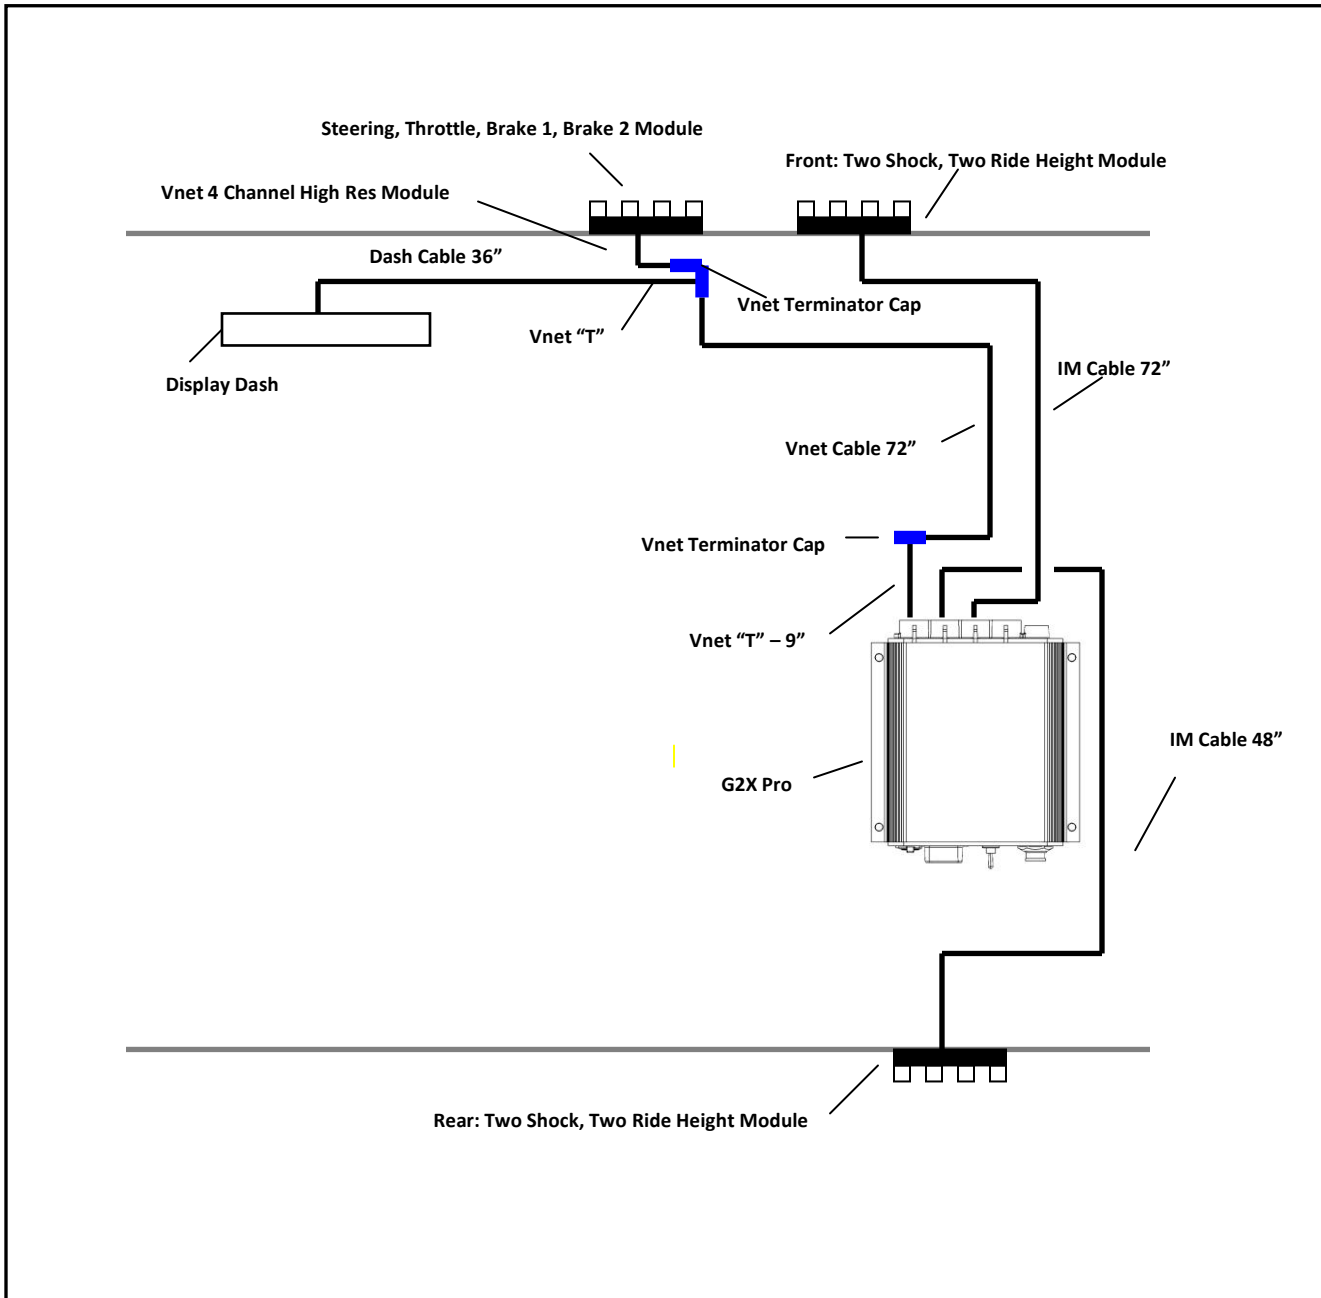 Steering, Throttle, Brake 1, Brake 2 Module
Front: Two Shock, Two Ride Height Module
Vnet 4 Channel High Res Module
Dash Cable 36”
Vnet Terminator Cap
Vnet “T”
IM Cable 72”
Display Dash
Vnet Cable 72”
Vnet Terminator Cap
Vnet “T” – 9”
IM Cable 48”
G2X Pro
Rear: Two Shock, Two Ride Height Module